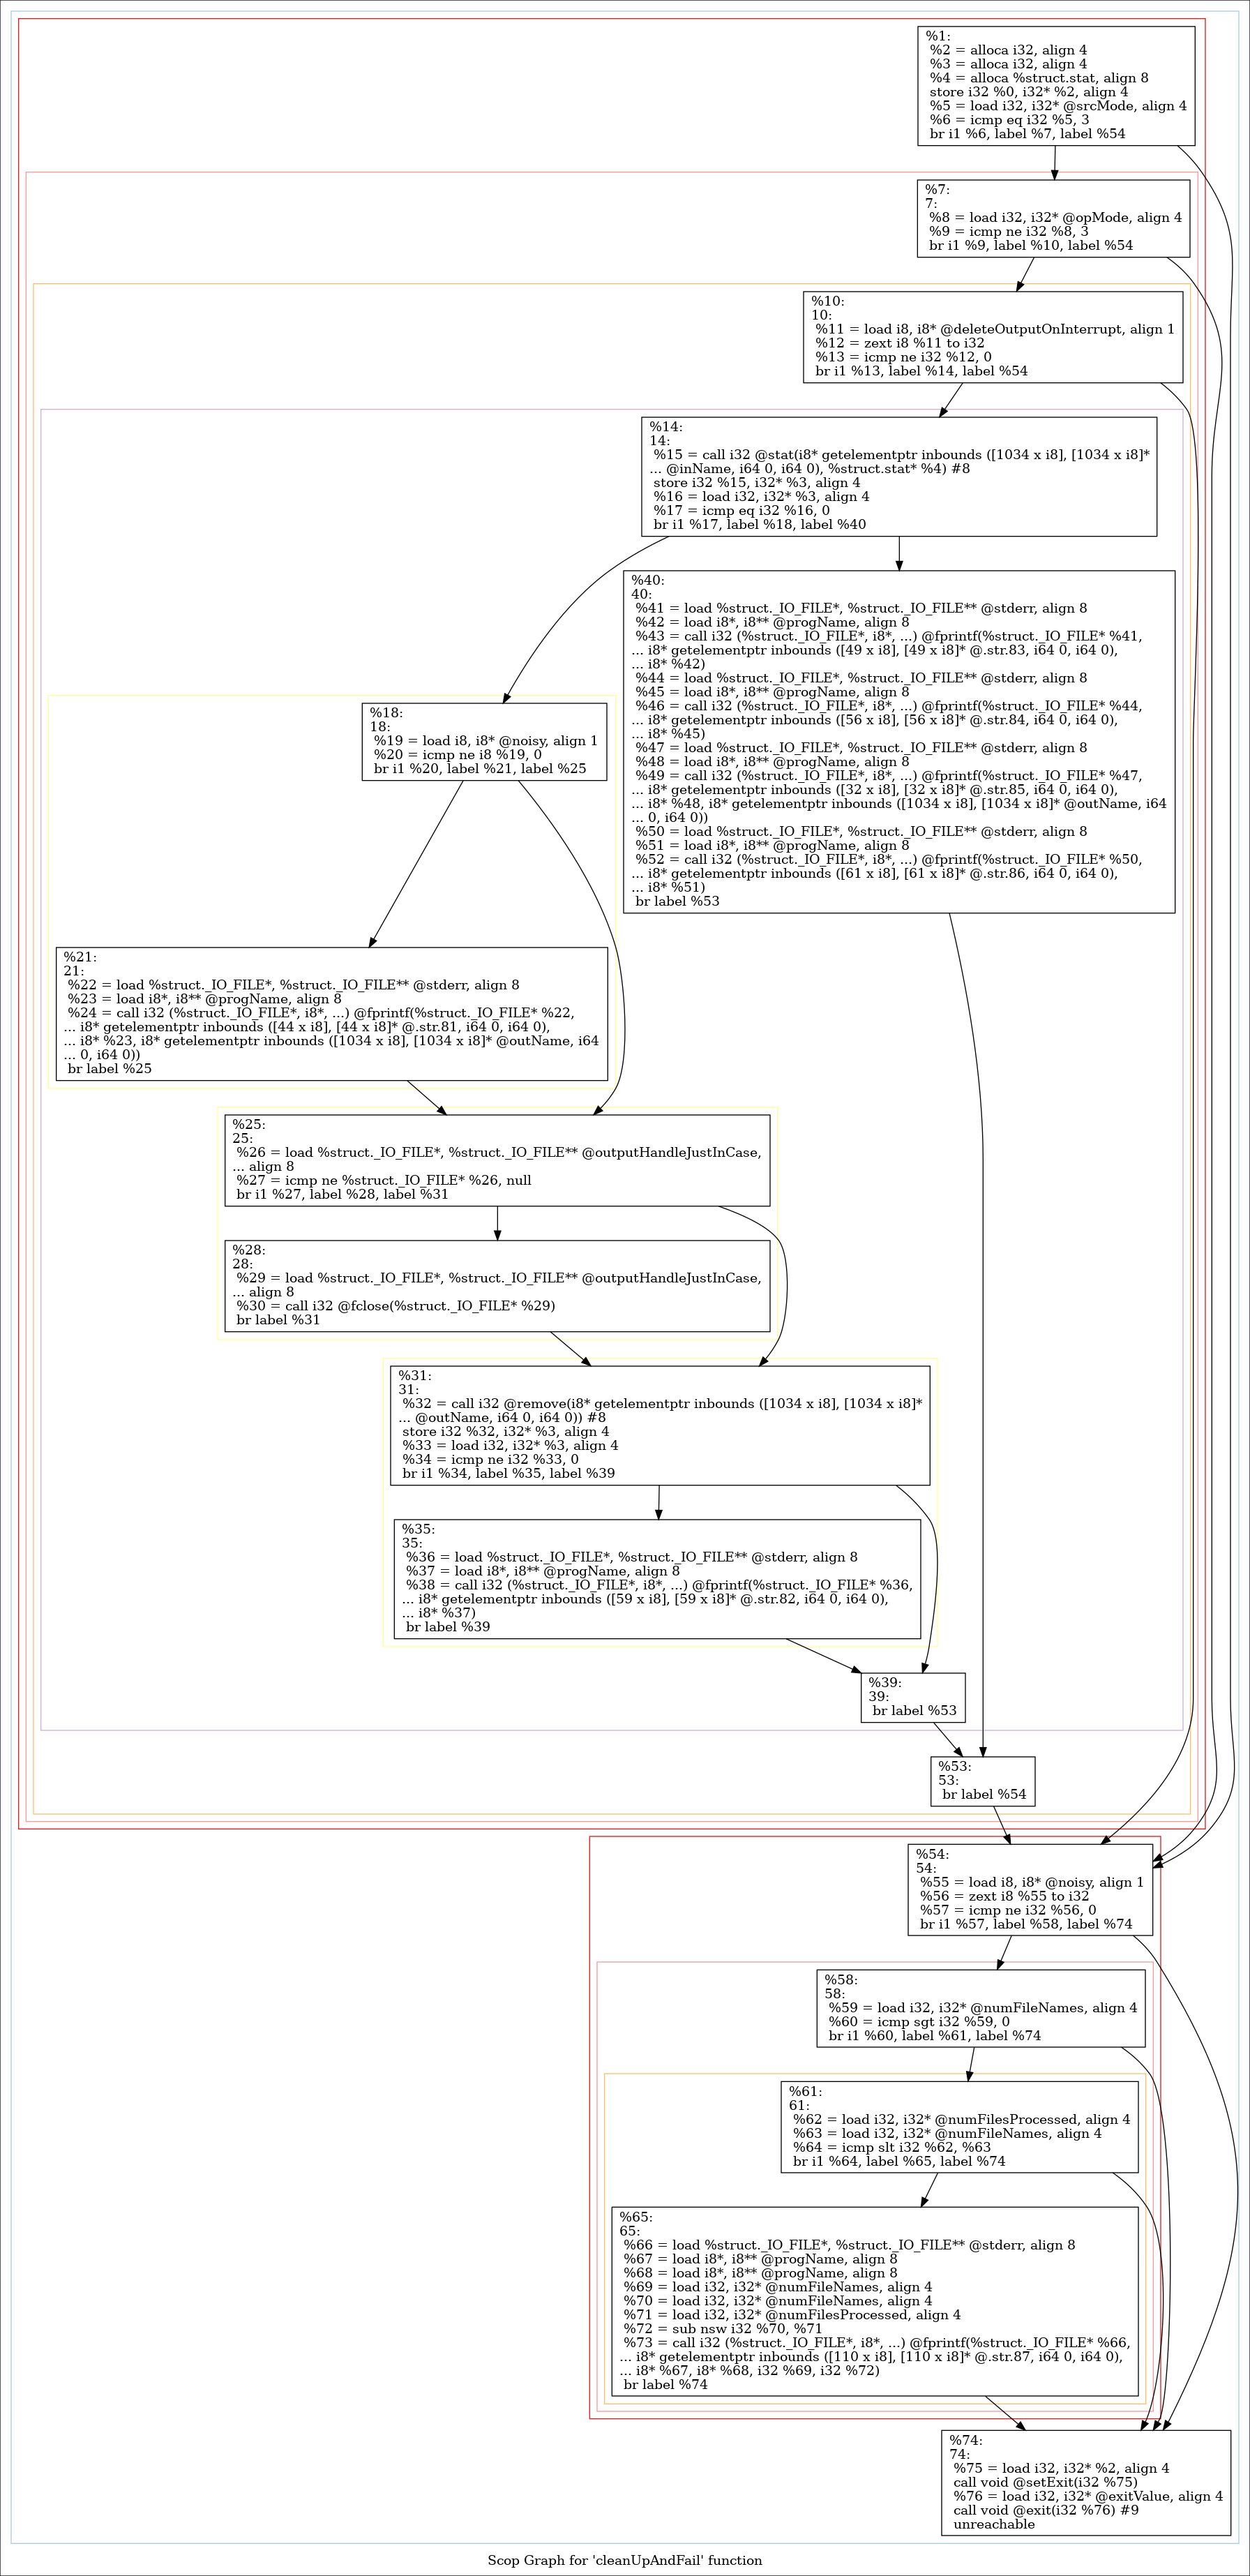 %1:
%2 = alloca i32, align 4
%3 = alloca i32, align 4
%4 = alloca %struct.stat, align 8
store i32 %0, i32* %2, align 4
%5 = load i32, i32* @srcMode, align 4
%6 = icmp eq i32 %5, 3
br i1 %6, label %7, label %54
%7:
7:
%8 = load i32, i32* @opMode, align 4
%9 = icmp ne i32 %8, 3
br i1 %9, label %10, label %54
%10:
10:
%11 = load i8, i8* @deleteOutputOnInterrupt, align 1
%12 = zext i8 %11 to i32
%13 = icmp ne i32 %12, 0
br i1 %13, label %14, label %54
%14:
14:
%15 = call i32 @stat(i8* getelementptr inbounds ([1034 x i8], [1034 x i8]*
... @inName, i64 0, i64 0), %struct.stat* %4) #8
store i32 %15, i32* %3, align 4
%16 = load i32, i32* %3, align 4
%17 = icmp eq i32 %16, 0
br i1 %17, label %18, label %40
%40:
40:
%41 = load %struct._IO_FILE*, %struct._IO_FILE** @stderr, align 8
%42 = load i8*, i8** @progName, align 8
%43 = call i32 (%struct._IO_FILE*, i8*, ...) @fprintf(%struct._IO_FILE* %41,
... i8* getelementptr inbounds ([49 x i8], [49 x i8]* @.str.83, i64 0, i64 0),
... i8* %42)
%44 = load %struct._IO_FILE*, %struct._IO_FILE** @stderr, align 8
%45 = load i8*, i8** @progName, align 8
%46 = call i32 (%struct._IO_FILE*, i8*, ...) @fprintf(%struct._IO_FILE* %44,
... i8* getelementptr inbounds ([56 x i8], [56 x i8]* @.str.84, i64 0, i64 0),
... i8* %45)
%47 = load %struct._IO_FILE*, %struct._IO_FILE** @stderr, align 8
%48 = load i8*, i8** @progName, align 8
%49 = call i32 (%struct._IO_FILE*, i8*, ...) @fprintf(%struct._IO_FILE* %47,
... i8* getelementptr inbounds ([32 x i8], [32 x i8]* @.str.85, i64 0, i64 0),
... i8* %48, i8* getelementptr inbounds ([1034 x i8], [1034 x i8]* @outName, i64
... 0, i64 0))
%50 = load %struct._IO_FILE*, %struct._IO_FILE** @stderr, align 8
%51 = load i8*, i8** @progName, align 8
%52 = call i32 (%struct._IO_FILE*, i8*, ...) @fprintf(%struct._IO_FILE* %50,
... i8* getelementptr inbounds ([61 x i8], [61 x i8]* @.str.86, i64 0, i64 0),
... i8* %51)
br label %53
%18:
18:
%19 = load i8, i8* @noisy, align 1
%20 = icmp ne i8 %19, 0
br i1 %20, label %21, label %25
%21:
21:
%22 = load %struct._IO_FILE*, %struct._IO_FILE** @stderr, align 8
%23 = load i8*, i8** @progName, align 8
%24 = call i32 (%struct._IO_FILE*, i8*, ...) @fprintf(%struct._IO_FILE* %22,
... i8* getelementptr inbounds ([44 x i8], [44 x i8]* @.str.81, i64 0, i64 0),
... i8* %23, i8* getelementptr inbounds ([1034 x i8], [1034 x i8]* @outName, i64
... 0, i64 0))
br label %25
%25:
25:
%26 = load %struct._IO_FILE*, %struct._IO_FILE** @outputHandleJustInCase,
... align 8
%27 = icmp ne %struct._IO_FILE* %26, null
br i1 %27, label %28, label %31
%28:
28:
%29 = load %struct._IO_FILE*, %struct._IO_FILE** @outputHandleJustInCase,
... align 8
%30 = call i32 @fclose(%struct._IO_FILE* %29)
br label %31
%31:
31:
%32 = call i32 @remove(i8* getelementptr inbounds ([1034 x i8], [1034 x i8]*
... @outName, i64 0, i64 0)) #8
store i32 %32, i32* %3, align 4
%33 = load i32, i32* %3, align 4
%34 = icmp ne i32 %33, 0
br i1 %34, label %35, label %39
%35:
35:
%36 = load %struct._IO_FILE*, %struct._IO_FILE** @stderr, align 8
%37 = load i8*, i8** @progName, align 8
%38 = call i32 (%struct._IO_FILE*, i8*, ...) @fprintf(%struct._IO_FILE* %36,
... i8* getelementptr inbounds ([59 x i8], [59 x i8]* @.str.82, i64 0, i64 0),
... i8* %37)
br label %39
%39:
39:
br label %53
%53:
53:
br label %54
%54:
54:
%55 = load i8, i8* @noisy, align 1
%56 = zext i8 %55 to i32
%57 = icmp ne i32 %56, 0
br i1 %57, label %58, label %74
%58:
58:
%59 = load i32, i32* @numFileNames, align 4
%60 = icmp sgt i32 %59, 0
br i1 %60, label %61, label %74
%61:
61:
%62 = load i32, i32* @numFilesProcessed, align 4
%63 = load i32, i32* @numFileNames, align 4
%64 = icmp slt i32 %62, %63
br i1 %64, label %65, label %74
%65:
65:
%66 = load %struct._IO_FILE*, %struct._IO_FILE** @stderr, align 8
%67 = load i8*, i8** @progName, align 8
%68 = load i8*, i8** @progName, align 8
%69 = load i32, i32* @numFileNames, align 4
%70 = load i32, i32* @numFileNames, align 4
%71 = load i32, i32* @numFilesProcessed, align 4
%72 = sub nsw i32 %70, %71
%73 = call i32 (%struct._IO_FILE*, i8*, ...) @fprintf(%struct._IO_FILE* %66,
... i8* getelementptr inbounds ([110 x i8], [110 x i8]* @.str.87, i64 0, i64 0),
... i8* %67, i8* %68, i32 %69, i32 %72)
br label %74
%74:
74:
%75 = load i32, i32* %2, align 4
call void @setExit(i32 %75)
%76 = load i32, i32* @exitValue, align 4
call void @exit(i32 %76) #9
unreachable
Scop Graph for 'cleanUpAndFail' function